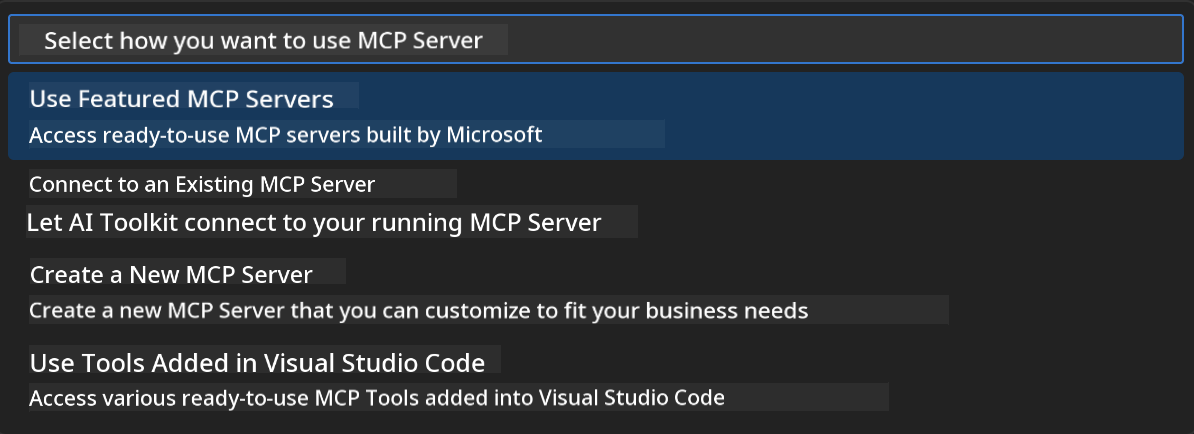 Select how you want to use MCP Server
Use Featured MCP Servers
Access ready-to-use MCP servers built by Microsoft
Connect to an Existing MCP Server
Let AI Toolkit connect to your running MCP Server
Create a New MCP Server
Create a new MCP Server that you can customize to fit your business needs
Use Tools Added in Visual Studio Code
Access various ready-to-use MCP Tools added into Visual Studio Code